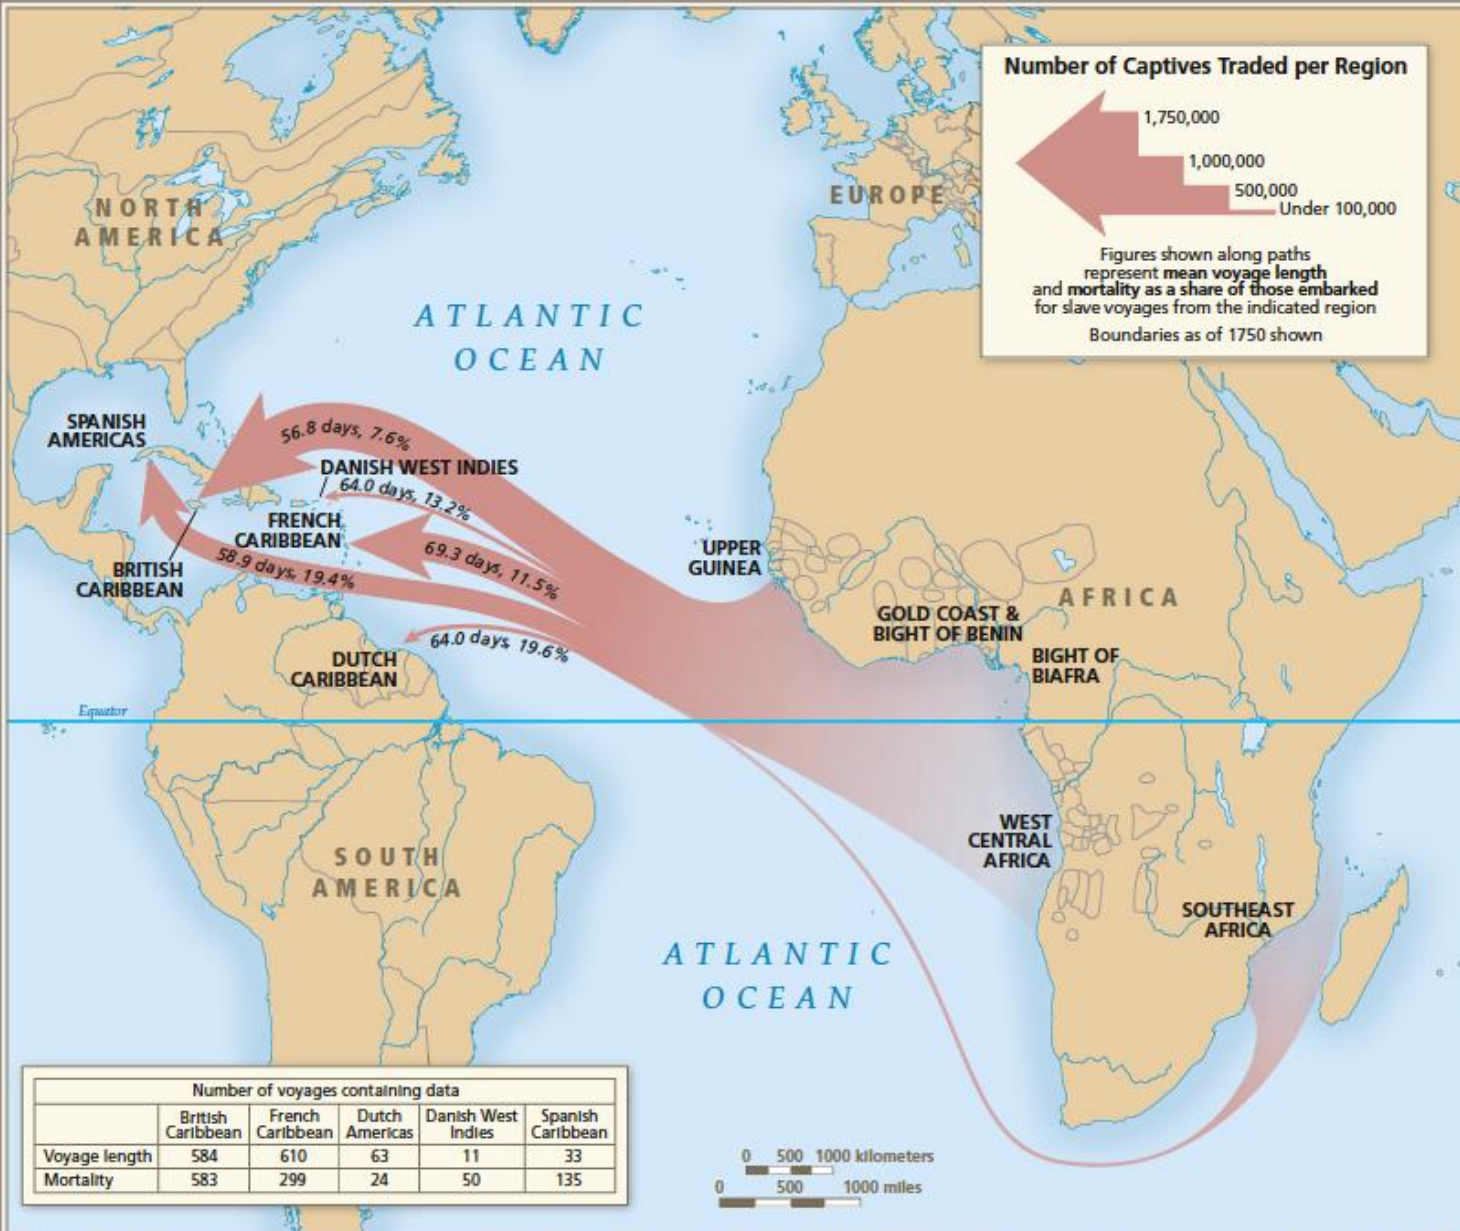 Number of Captives Traded per Region
1,750,000
1,000,000
500,000
Under 100,000
Figures shown along paths
represent mean voyage length
and mortality as a share of those embarked
for slave voyages from the indicated region
Boundaries as of 1750 shown
NORTH
AMERICA
EUROPE
ATLANTIC
OCEAN
SPANISH
AMERICAS
56.8 days, 7.6%
DANISH WEST INDIES
64.0 days, 13.2%
FRENCH
CARIBBEAN
69.3 days, 11.5%
58.9 days, 19.4%
BRITISH
CARIBBEAN
UPPER
GUINEA
AFRICA
GOLD COAST &
BIGHT OF BENIN
BIGHT OF
BIAFRA
64.0 days, 19.6%
DUTCH
CARIBBEAN
Equator
WEST
CENTRAL
AFRICA
SOUTH
AMERICA
SOUTHEAST
AFRICA
ATLANTIC
OCEAN
Number of voyages containing data
British Caribbean French Caribbean Dutch Americas Danish West Indies Spanish Caribbean
Voyage length 584 610 63 11 33
Mortality 583 299 24 50 135
0 500 1000 kilometers
0 500 1000 miles